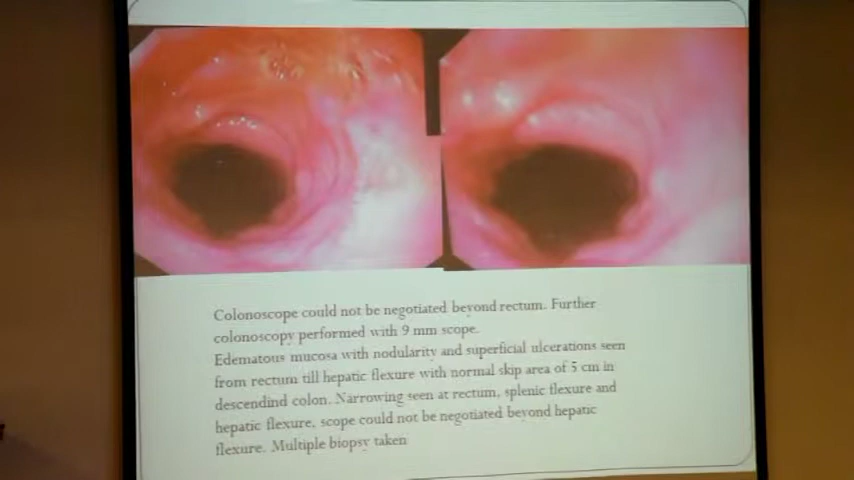 Colonoscope could not be negotiated beyond rectum. Further
colonoscopy performed with 9 mm scope.
Edematous mucosa with nodularity and superficial ulcerations seen
from rectum till hepatic flexure with normal skip area of 5 cm in
descendind colon. Narrowing seen at rectum, splenic flexure and
hepatic flexure, scope could not be negotiated beyond hepatic
flexure. Multiple biopsy taken